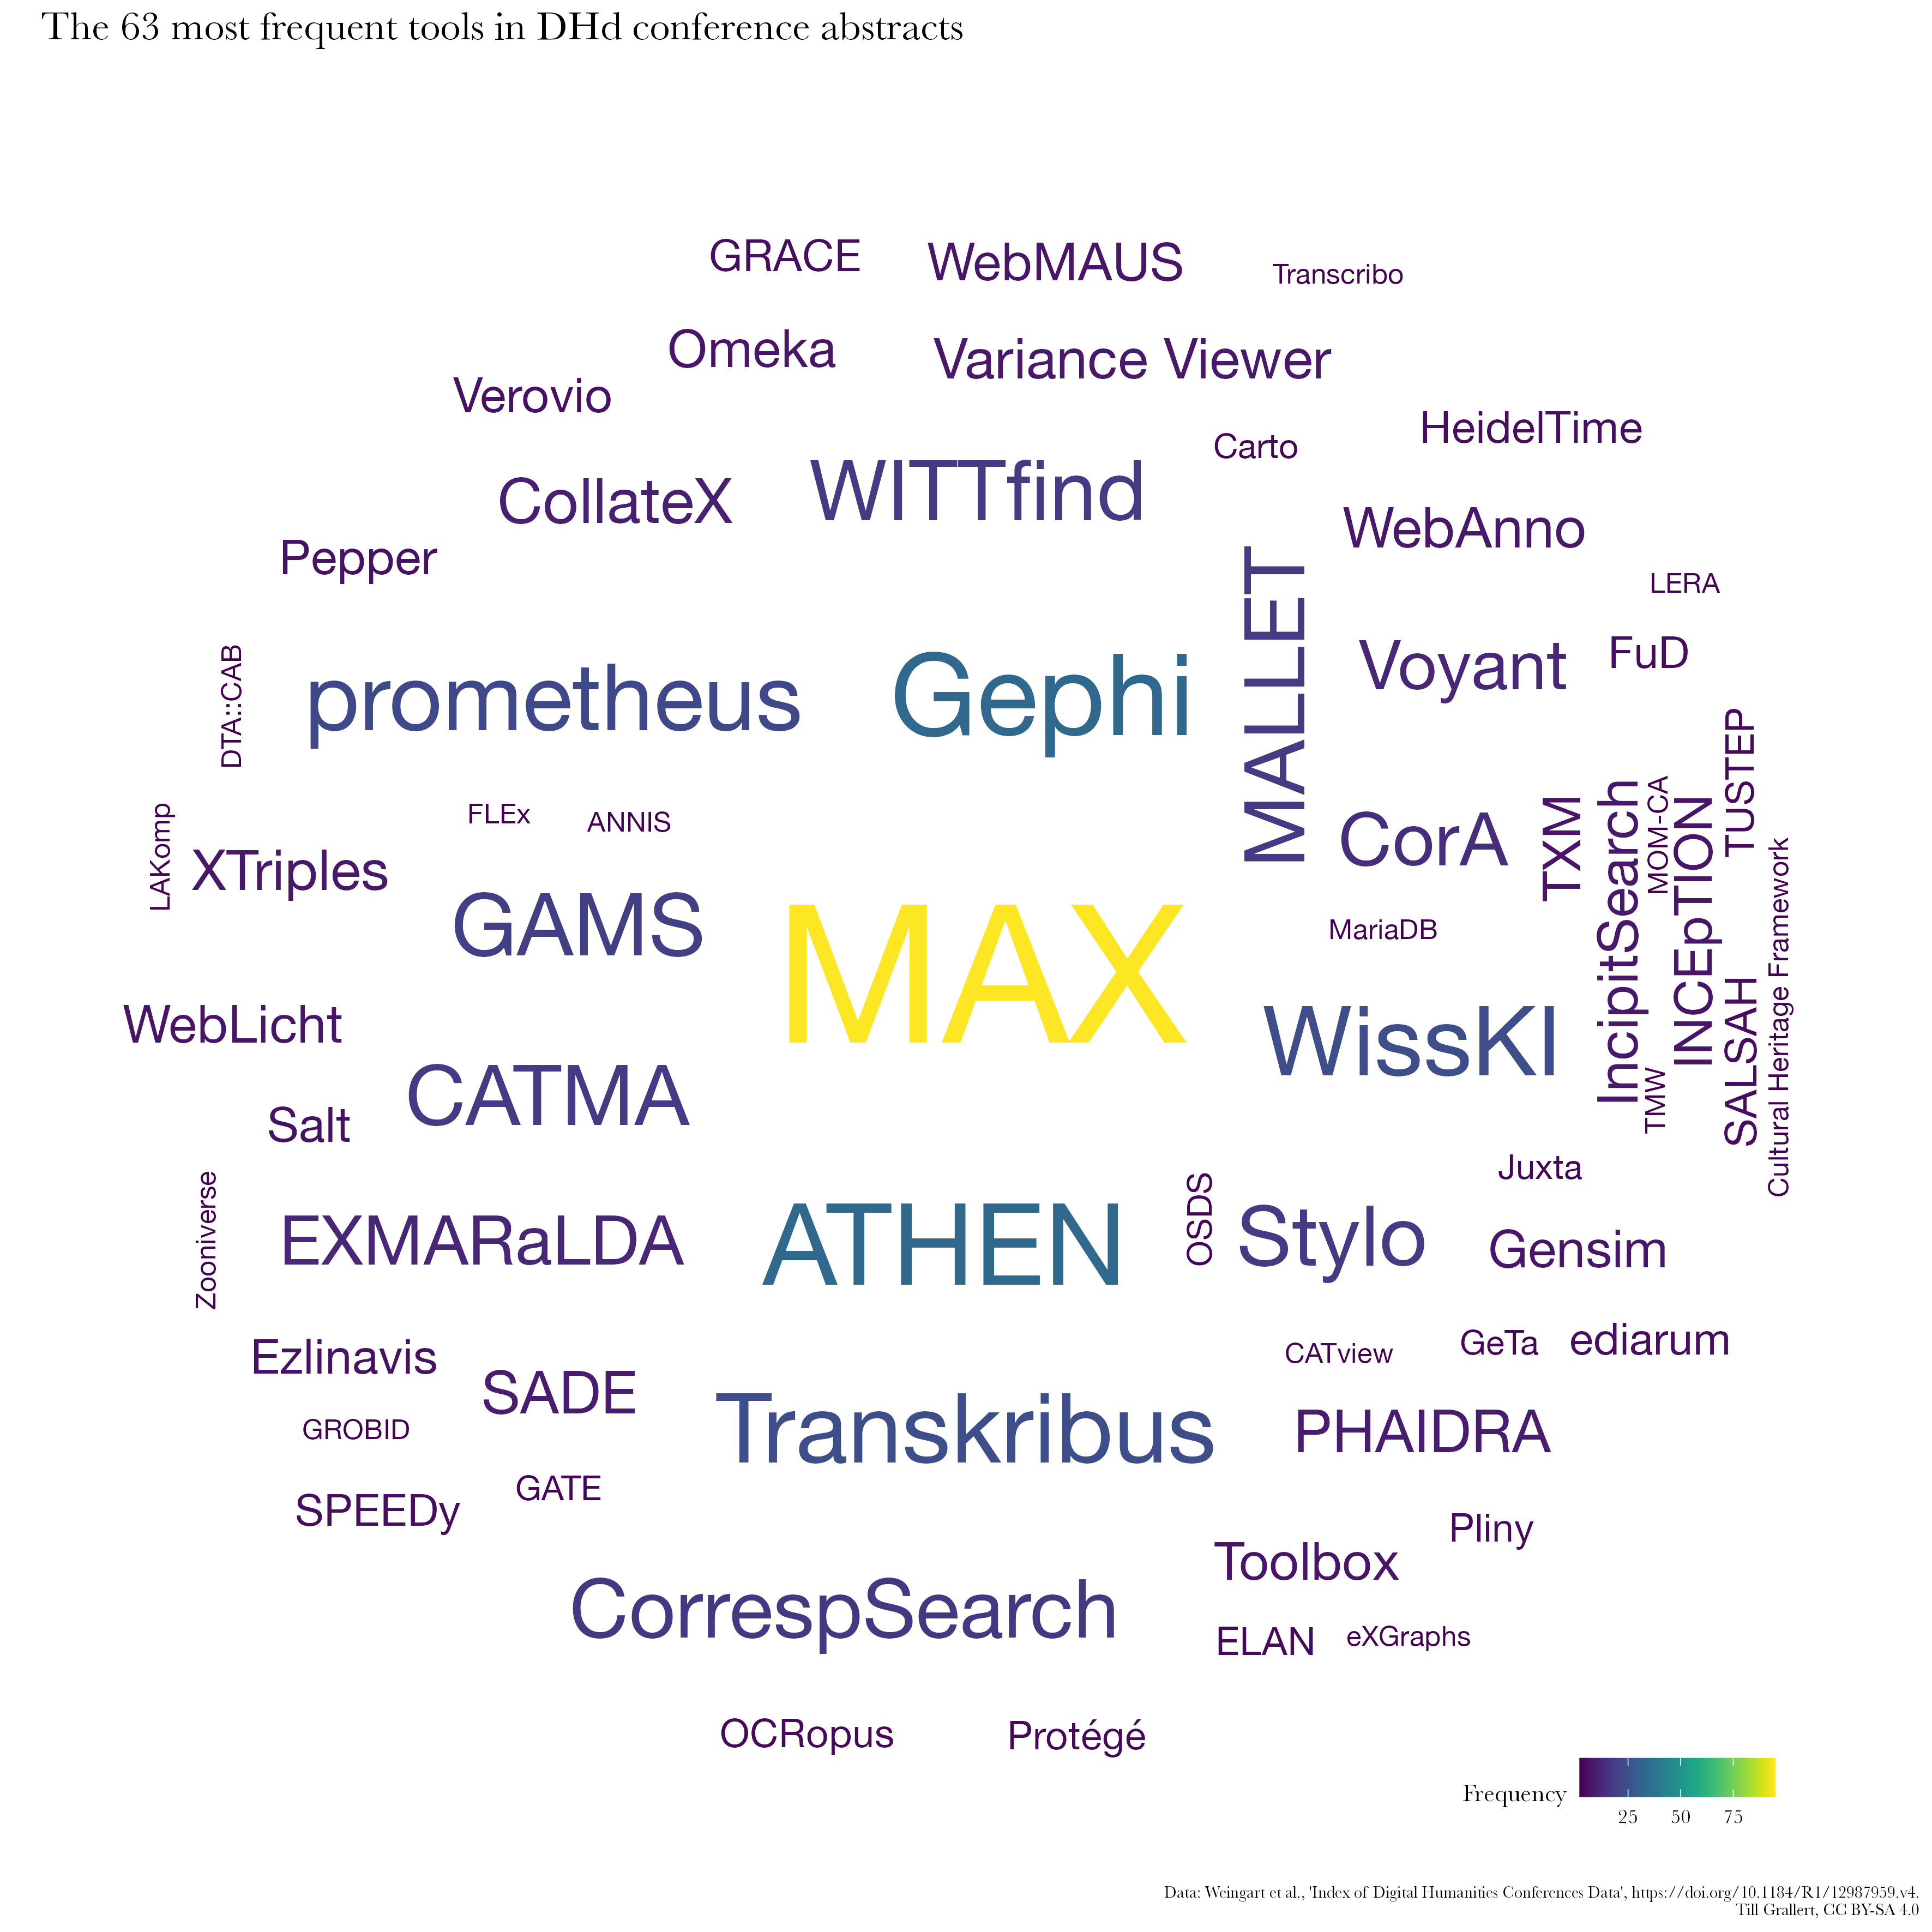 The 63 most frequent tools in DHd conference abstracts
GRACE
WebMAUS
Transcribo
Omeka
Variance Viewer
Verovio
HeidelTime
Carto
WITTfind
CollateX
WebAnno
Pepper
LERA
MALLET
FuD
Voyant
Gephi
prometheus
DTA::CAB
TUSTEP
FLEx
ANNIS
CorA
TXM
MOM-CA
IncipitSearch
INCEpTION
LAKomp
XTriples
GAMS
MAX
MariaDB
Cultural Heritage Framework
WebLicht
WissKI
SALSAH
CATMA
TMW
Salt
Juxta
Zooniverse
EXMARaLDA
ATHEN
OSDS
Stylo
Gensim
Ezlinavis
CATview
GeTa
ediarum
SADE
GROBID
Transkribus
PHAIDRA
GATE
SPEEDy
Pliny
Toolbox
CorrespSearch
ELAN
eXGraphs
OCRopus
Protégé
Frequency
25 50 75
Data: Weingart et al., 'Index of Digital Humanities Conferences Data', https://doi.org/10.1184/R1/12987959.v4.
Till Grallert, CC BY-SA 4.0